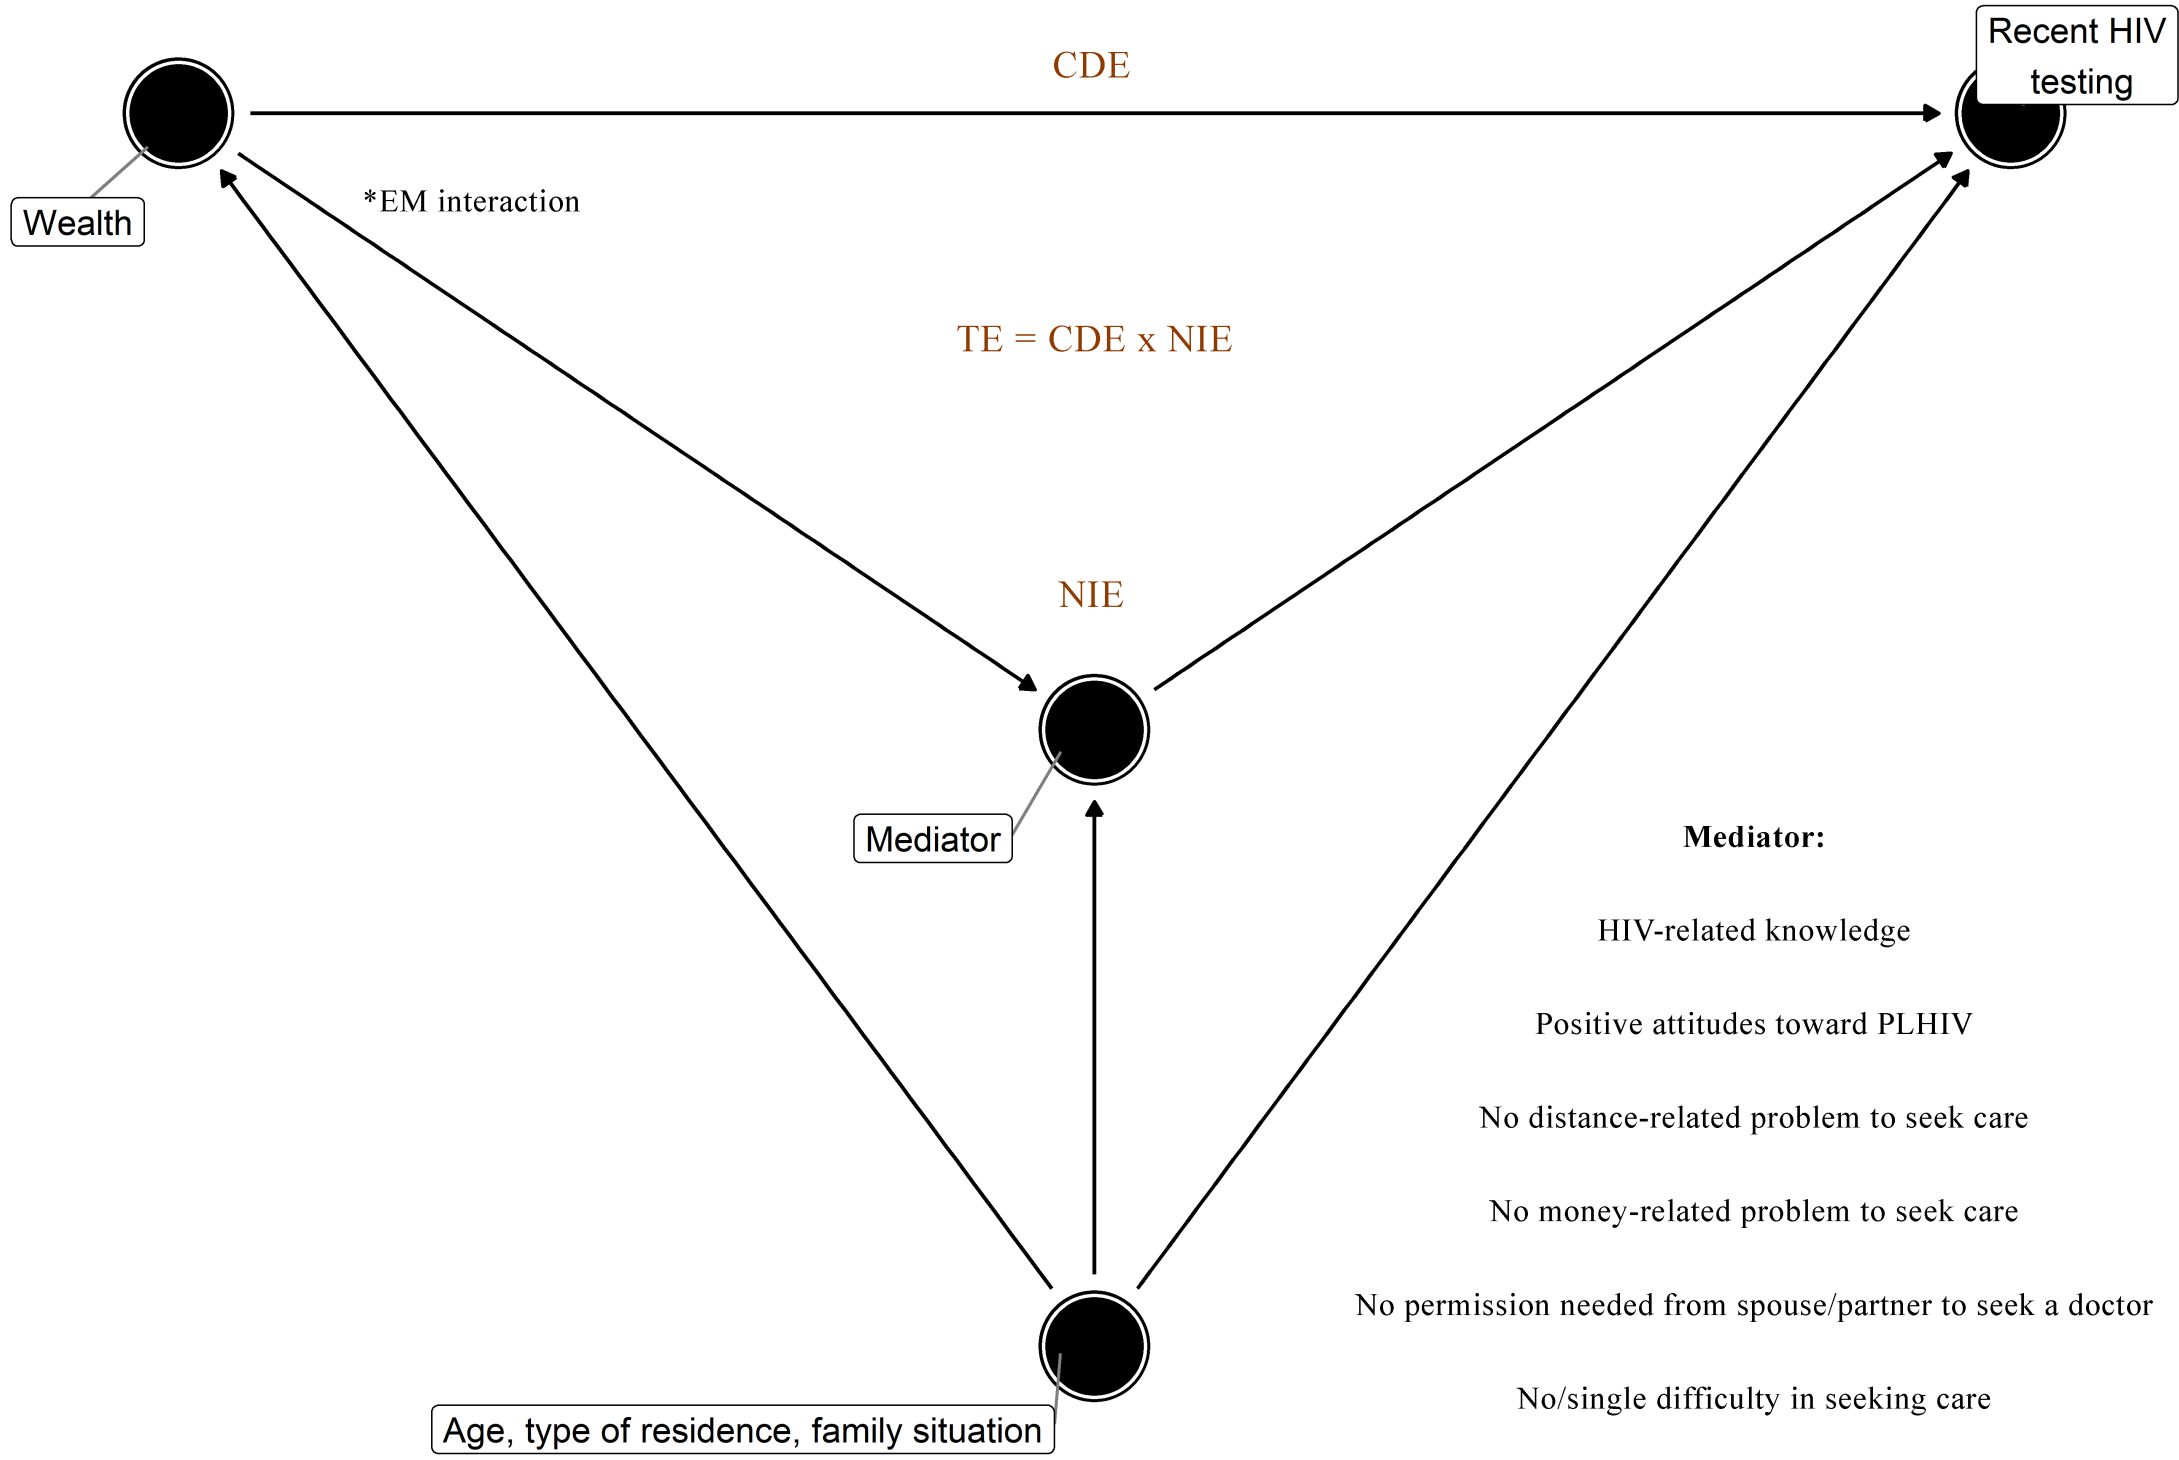 CDE
Recent HIV
testing
Wealth
*EM interaction
TE = CDE x NIE
NIE
Mediator
Mediator:
HIV-related knowledge
Positive attitudes toward PLHIV
No distance-related problem to seek care
No money-related problem to seek care
No permission needed from spouse/partner to seek a doctor
No/single difficulty in seeking care
Age, type of residence, family situation